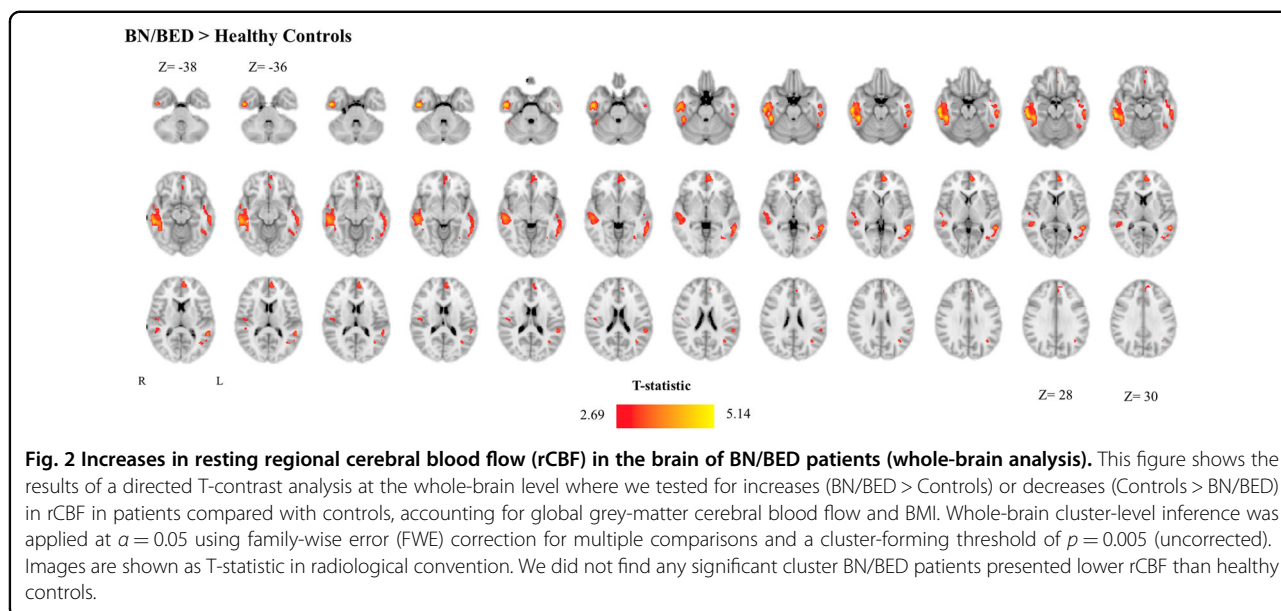 BN/BED > Healthy Controls
Z= -38 Z= -36
R L
T-statistic
2.69 5.14
Z= 28 Z= 30
Fig. 2 Increases in resting regional cerebral blood flow (rCBF) in the brain of BN/BED patients (whole-brain analysis). This figure shows the
results of a directed T-contrast analysis at the whole-brain level where we tested for increases (BN/BED > Controls) or decreases (Controls > BN/BED)
in rCBF in patients compared with controls, accounting for global grey-matter cerebral blood flow and BMI. Whole-brain cluster-level inference was
applied at α = 0.05 using family-wise error (FWE) correction for multiple comparisons and a cluster-forming threshold of p = 0.005 (uncorrected).
Images are shown as T-statistic in radiological convention. We did not find any significant cluster BN/BED patients presented lower rCBF than healthy
controls.